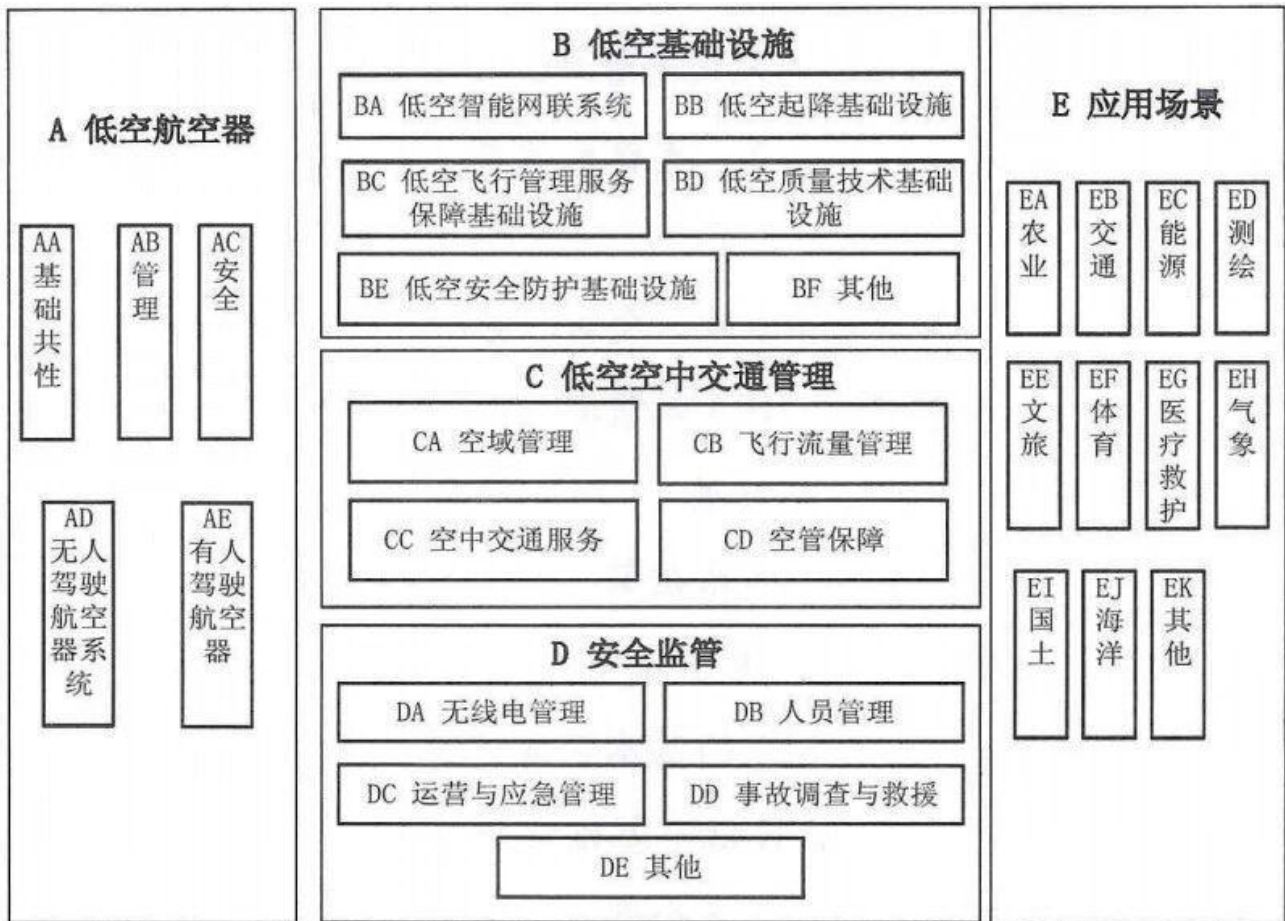 A 低空航空器
AA
基
础
共
性
AB
管
理
AC
安
全
AD
无人
驾驶
航空
器系
统
AE
有人
驾驶
航空
器
B 低空基础设施
BA 低空智能网联系统
BB 低空起降基础设施
BC 低空飞行管理服务
保障基础设施
BD 低空质量技术基础
设施
BE 低空安全防护基础设施
BF 其他
C 低空空中交通管理
CA 空域管理
CB 飞行流量管理
CC 空中交通服务
CD 空管保障
D 安全监管
DA 无线电管理
DB 人员管理
DC 运营与应急管理
DD 事故调查与救援
DE 其他
E 应用场景
EA
农
业
EB
交
通
EC
能
源
ED
测
绘
EE
文
旅
EF
体
育
EG
医
疗
救
护
EH
气
象
EI
国
土
EJ
海
洋
EK
其
他